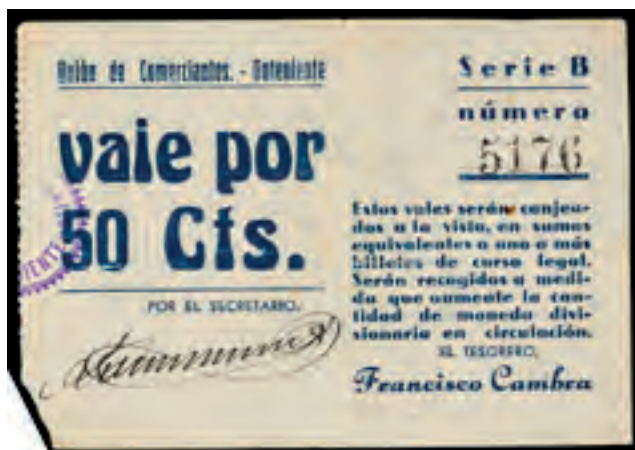 de Comerciantes. - Onteniente
vale por
50 Cts.
POR EL SECRETARIO,
Serie B
número
5176
Estos vales serán canjea-
dos a la vista, en sumas
equivalentes a uno o más
billetes de curso legal.
Serán recogidos a medi-
da que aumente la can-
tidad de moneda divi-
sionaria en circulación.
EL TESORERO,
Francisco Cambra